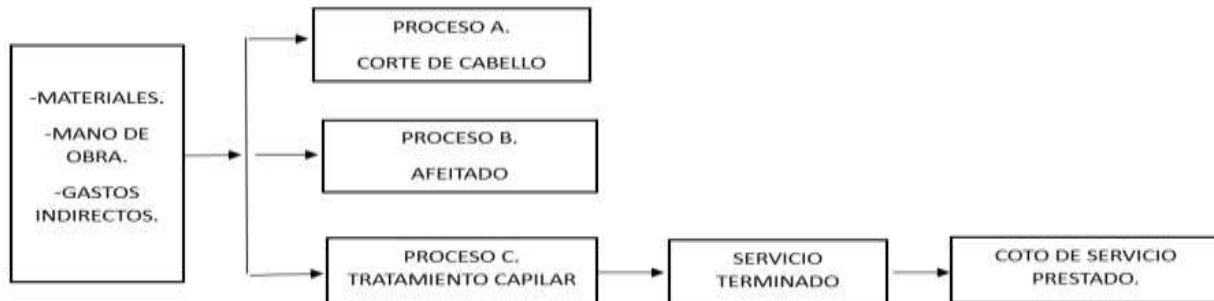 -MATERIALES.
-MANO DE
OBRA.
-GASTOS
INDIRECTOS.
PROCESO A.
CORTE DE CABELLO
PROCESO B.
AFEITADO
PROCESO C.
TRATAMIENTO CAPILAR
SERVICIO
TERMINADO
COTO DE SERVICIO
PRESTADO.